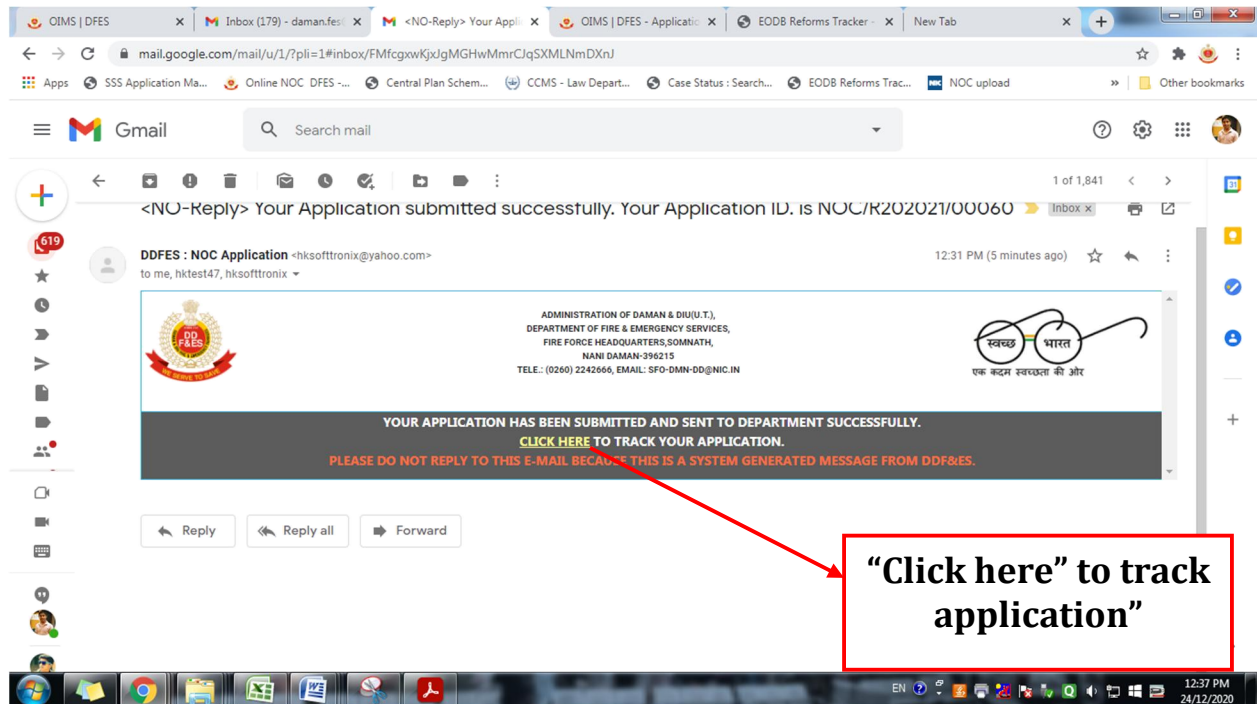 OIMS | DFES
Inbox (179) - daman.fes
<NO-Reply> Your Appli
OIMS | DFES - Applicatio
EODB Reforms Tracker -
New Tab
mail.google.com/mail/u/1/?pli=1#inbox/FMfcgxwKjxJgMGHwMmrCJqSXMLNmDXnJ
Apps
SSS Application Ma...
Online NOC DFES -...
Central Plan Schem...
CCMS - Law Depart...
Case Status : Search...
EODB Reforms Trac...
NOC upload
»
Other bookmarks
Gmail
Search mail
1 of 1,841
31
<NO-Reply> Your Application submitted successfully. Your Application ID. is NOC/R202021/00060
Inbox x
619
DDFES : NOC Application <hksofttronix@yahoo.com>
12:31 PM (5 minutes ago)
to me, hktest47, hksofttronix
DD
F&ES
WE SERVE TO SAVE
ADMINISTRATION OF DAMAN & DIU(U.T.),
DEPARTMENT OF FIRE & EMERGENCY SERVICES,
FIRE FORCE HEADQUARTERS,SOMNATH,
NANI DAMAN-396215
TELE.: (0260) 2242666, EMAIL: SFO-DMN-DD@NIC.IN
स्वच्छ भारत
एक कदम स्वच्छता की ओर
YOUR APPLICATION HAS BEEN SUBMITTED AND SENT TO DEPARTMENT SUCCESSFULLY.
CLICK HERE TO TRACK YOUR APPLICATION.
PLEASE DO NOT REPLY TO THIS E-MAIL BECAUSE THIS IS A SYSTEM GENERATED MESSAGE FROM DDF&ES.
Reply
Reply all
Forward
“Click here” to track
application”
EN
12:37 PM
24/12/2020